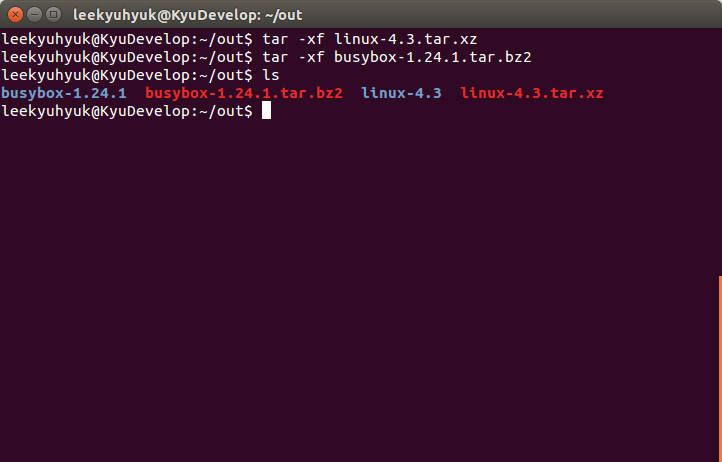 leekyuhyuk@KyuDevelop: ~/out
leekyuhyuk@KyuDevelop:~/out$ tar -xf linux-4.3.tar.xz
leekyuhyuk@KyuDevelop:~/out$ tar -xf busybox-1.24.1.tar.bz2
leekyuhyuk@KyuDevelop:~/out$ ls
busybox-1.24.1  busybox-1.24.1.tar.bz2  linux-4.3  linux-4.3.tar.xz
leekyuhyuk@KyuDevelop:~/out$